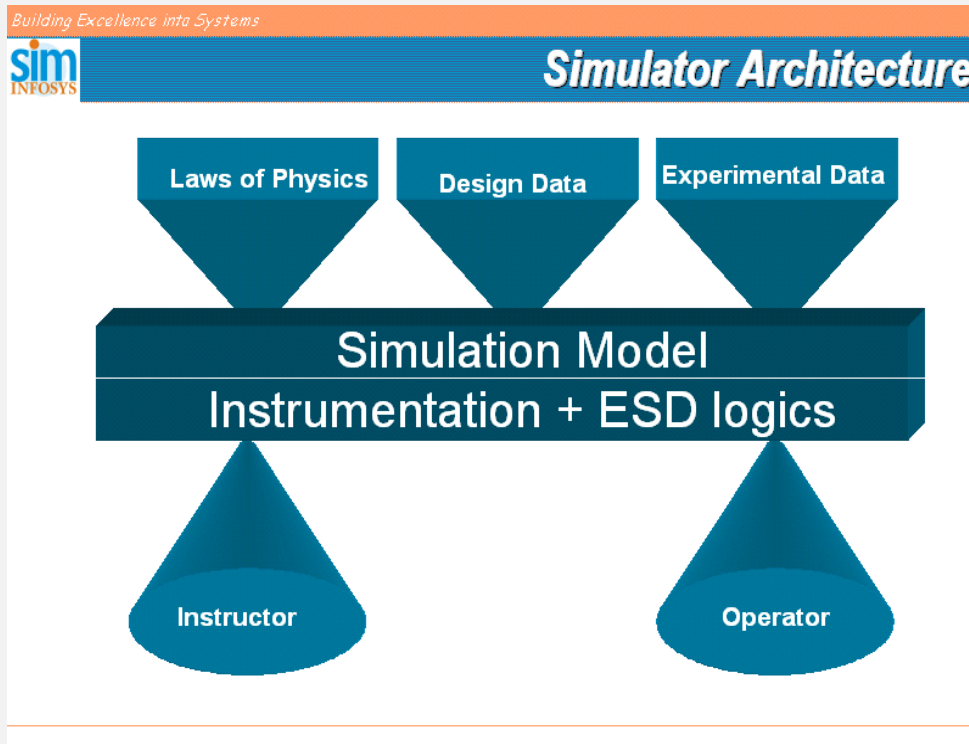 Building Excellence into Systems
sim
INFOSYS
Simulator Architecture
Laws of Physics
Design Data
Experimental Data
Simulation Model
Instrumentation + ESD logics
Instructor
Operator